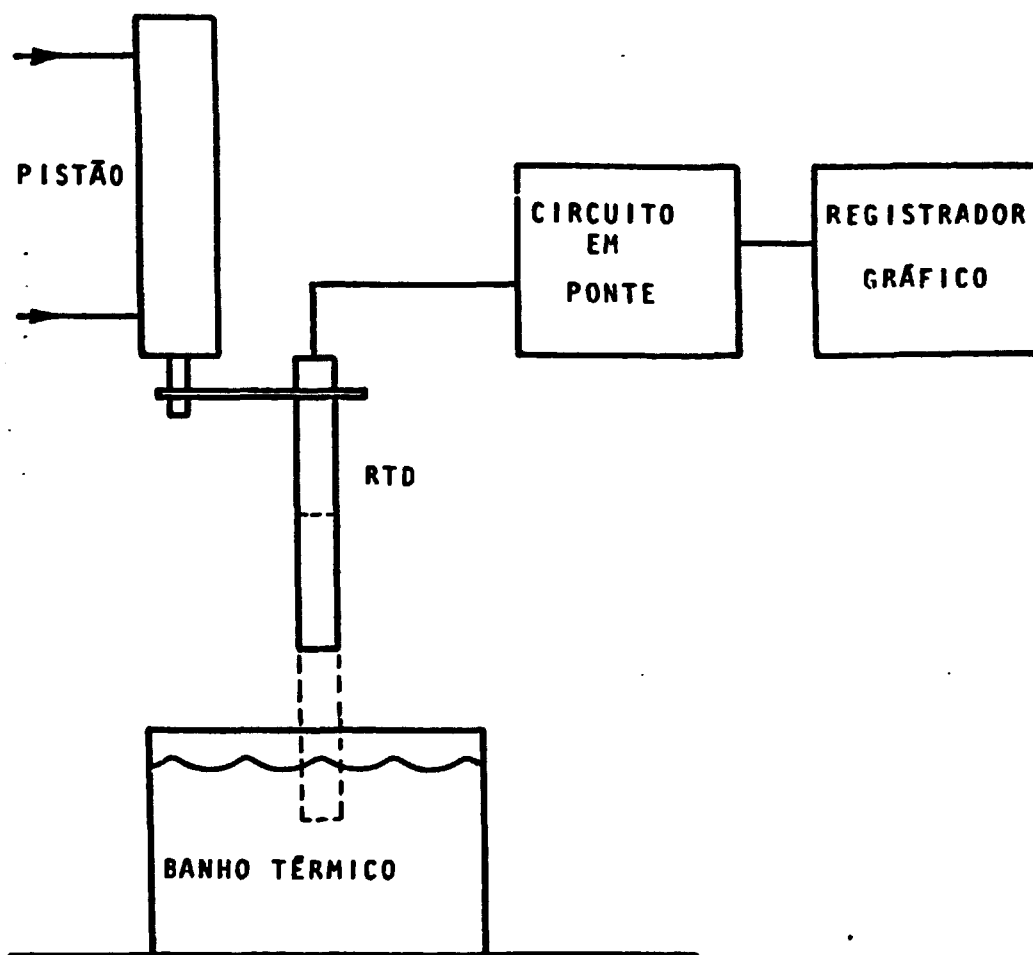 PISTÃO
CIRCUITO
EM
PONTE
REGISTRADOR
GRÁFICO
RTD
BANHO TÉRMICO